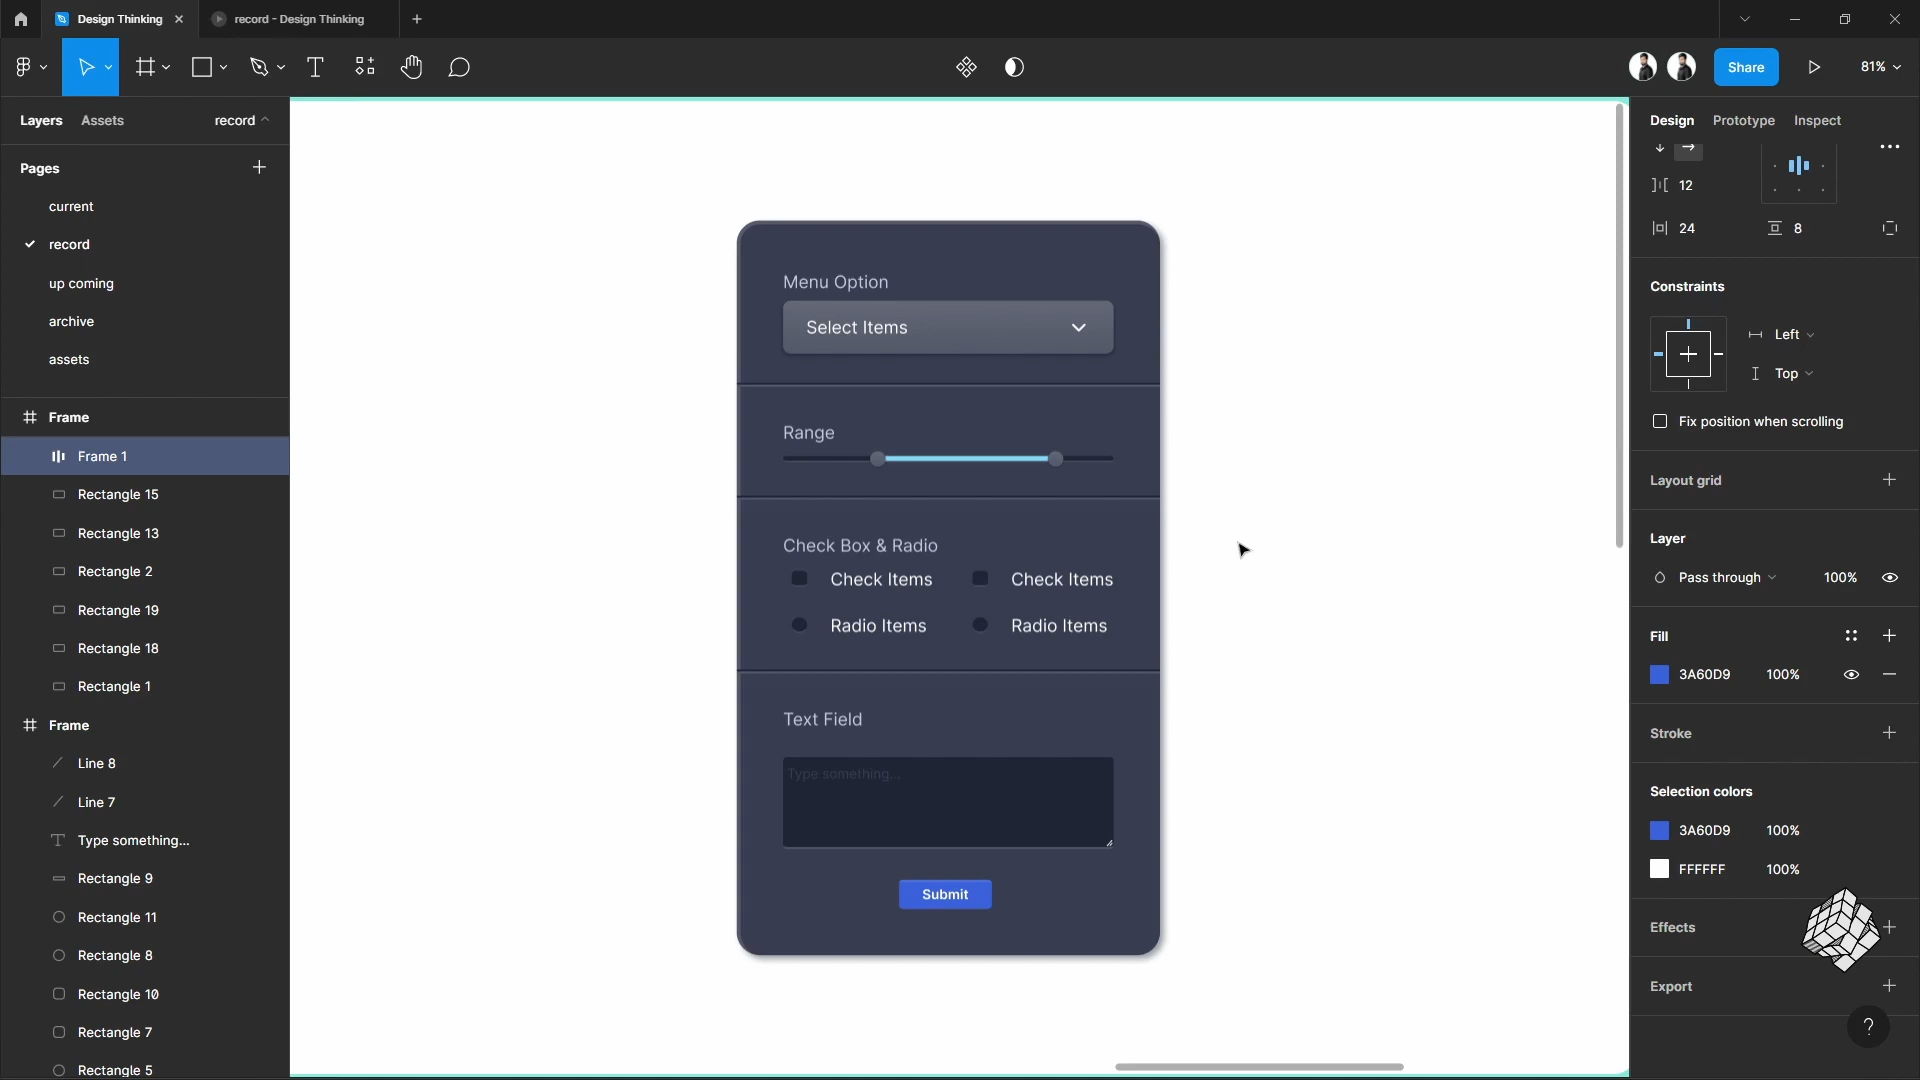 Design Thinking
record - Design Thinking
Share
81%
Layers
Assets
record
Pages
current
record
up coming
archive
assets
Frame
Frame 1
Rectangle 15
Rectangle 13
Rectangle 2
Rectangle 19
Rectangle 18
Rectangle 1
Frame
Line 8
Line 7
Type something...
Rectangle 9
Rectangle 11
Rectangle 8
Rectangle 10
Rectangle 7
Rectangle 5
Menu Option
Select Items
Range
Check Box & Radio
Check Items
Check Items
Radio Items
Radio Items
Text Field
Type something...
Submit
Design
Prototype
Inspect
12
24
8
Constraints
Left
Top
Fix position when scrolling
Layout grid
Layer
Pass through
100%
Fill
3A60D9
100%
Stroke
Selection colors
3A60D9
100%
FFFFFF
100%
Effects
Export
?